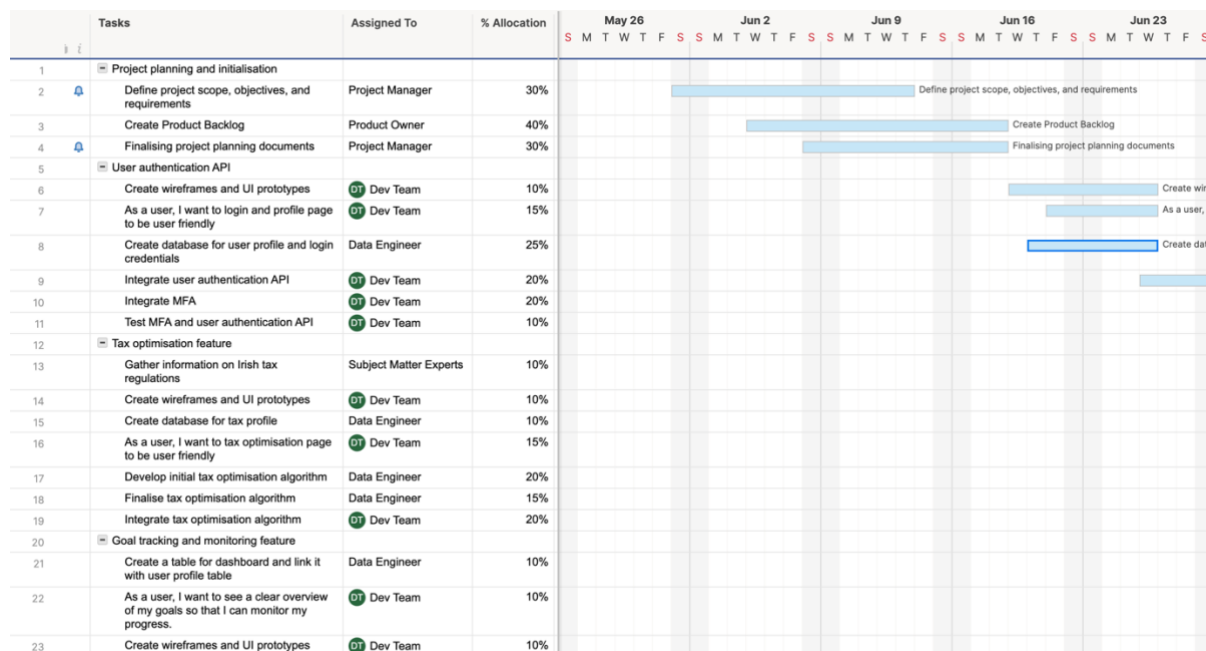 Tasks Assigned To % Allocation May 26 Jun 2 Jun 9 Jun 16 Jun 23
S M T W T F S S M T W T F S S M T W T F S S M T W T F S S M T W T F S
1 Project planning and initialisation
2 Define project scope, objectives, and Project Manager 30% Define project scope, objectives, and requirements
requirements
3 Create Product Backlog Product Owner 40% Create Product Backlog
4 Finalising project planning documents Project Manager 30% Finalising project planning documents
5 User authentication API
6 Create wireframes and UI prototypes DT Dev Team 10% Create wir
7 As a user, I want to login and profile page DT Dev Team 15% As a user,
to be user friendly
8 Create database for user profile and login Data Engineer 25% Create dat
credentials
9 Integrate user authentication API DT Dev Team 20%
10 Integrate MFA DT Dev Team 20%
11 Test MFA and user authentication API DT Dev Team 10%
12 Tax optimisation feature
13 Gather information on Irish tax Subject Matter Experts 10%
regulations
14 Create wireframes and UI prototypes DT Dev Team 10%
15 Create database for tax profile Data Engineer 10%
16 As a user, I want to tax optimisation page DT Dev Team 15%
to be user friendly
17 Develop initial tax optimisation algorithm Data Engineer 20%
18 Finalise tax optimisation algorithm Data Engineer 15%
19 Integrate tax optimisation algorithm DT Dev Team 20%
20 Goal tracking and monitoring feature
21 Create a table for dashboard and link it Data Engineer 10%
with user profile table
22 As a user, I want to see a clear overview DT Dev Team 10%
of my goals so that I can monitor my
progress.
23 Create wireframes and UI prototypes DT Dev Team 10%